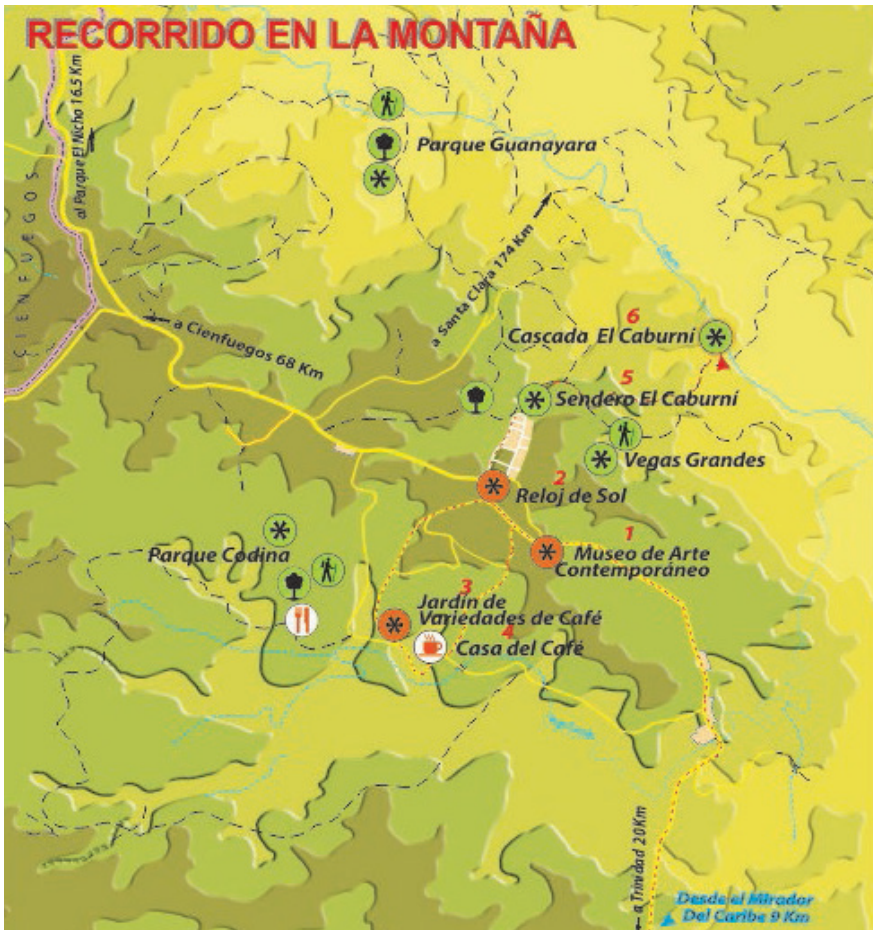 RECORRIDO EN LA MONTAÑA
al Parque El Nicho 16.5 Km
CIENFUEGOS
Parque Guanayara
a Santa Clara 174 Km
a Cienfuegos 68 Km
6
Cascada El Caburní
5
Sendero El Caburní
Vegas Grandes
2
Reloj de Sol
1
Museo de Arte
Contemporáneo
Parque Codina
3
Jardín de
Variedades de Café
4
Casa del Café
a Trinidad 20Km
Desde el Mirador
Del Caribe 9 Km